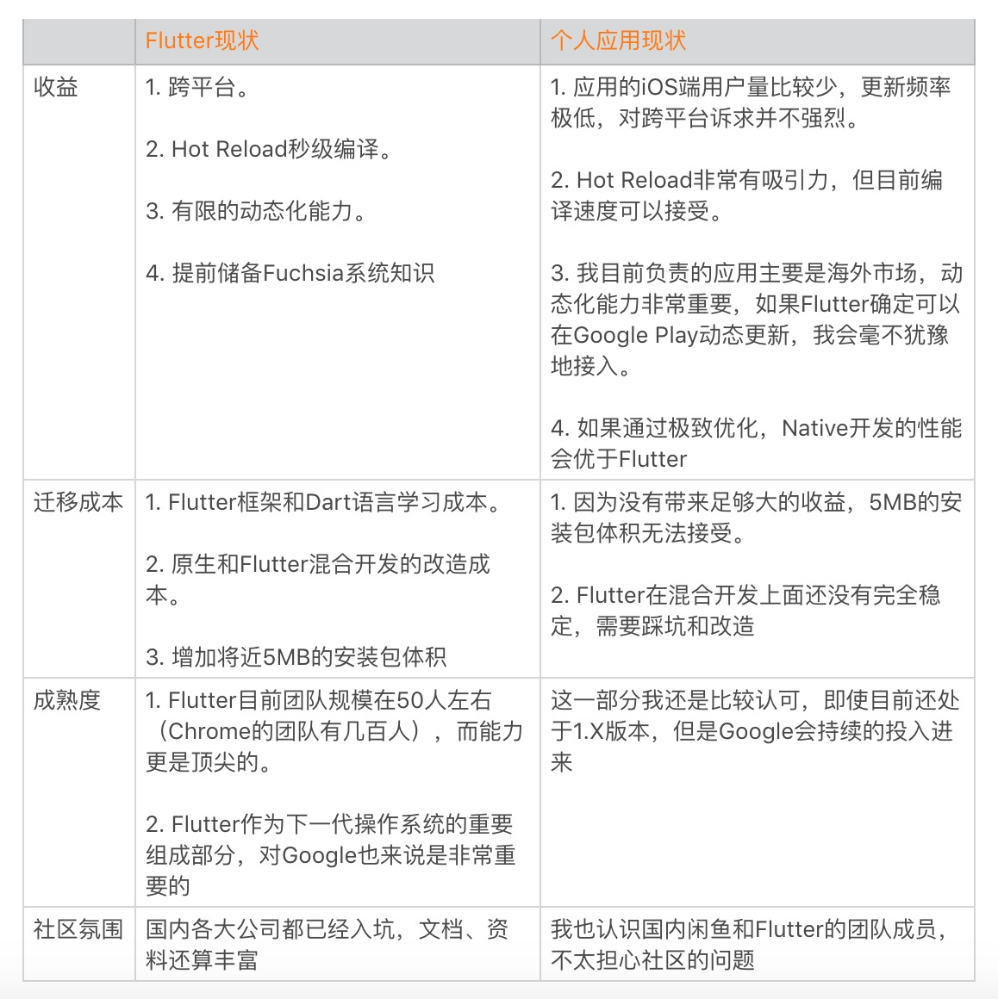 Flutter现状
个人应用现状
收益
1. 跨平台。
2. Hot Reload秒级编译。
3. 有限的动态化能力。
4. 提前储备Fuchsia系统知识
1. 应用的iOS端用户量比较少，更新频率
极低，对跨平台诉求并不强烈。
2. Hot Reload非常有吸引力，但目前编
译速度可以接受。
3. 我目前负责的应用主要是海外市场，动
态化能力非常重要，如果Flutter确定可以
在Google Play动态更新，我会毫不犹豫
地接入。
4. 如果通过极致优化，Native开发的性能
会优于Flutter
迁移成本
1. Flutter框架和Dart语言学习成本。
2. 原生和Flutter混合开发的改造成
本。
3. 增加将近5MB的安装包体积
1. 因为没有带来足够大的收益，5MB的安
装包体积无法接受。
2. Flutter在混合开发上面还没有完全稳
定，需要踩坑和改造
成熟度
1. Flutter目前团队规模在50人左右
（Chrome的团队有几百人），而能力
更是顶尖的。
2. Flutter作为下一代操作系统的重要
组成部分，对Google也来说是非常重
要的
这一部分我还是比较认可，即使目前还处
于1.X版本，但是Google会持续的投入进
来
社区氛围
国内各大公司都已经入坑，文档、资
料还算丰富
我也认识国内闲鱼和Flutter的团队成员，
不太担心社区的问题